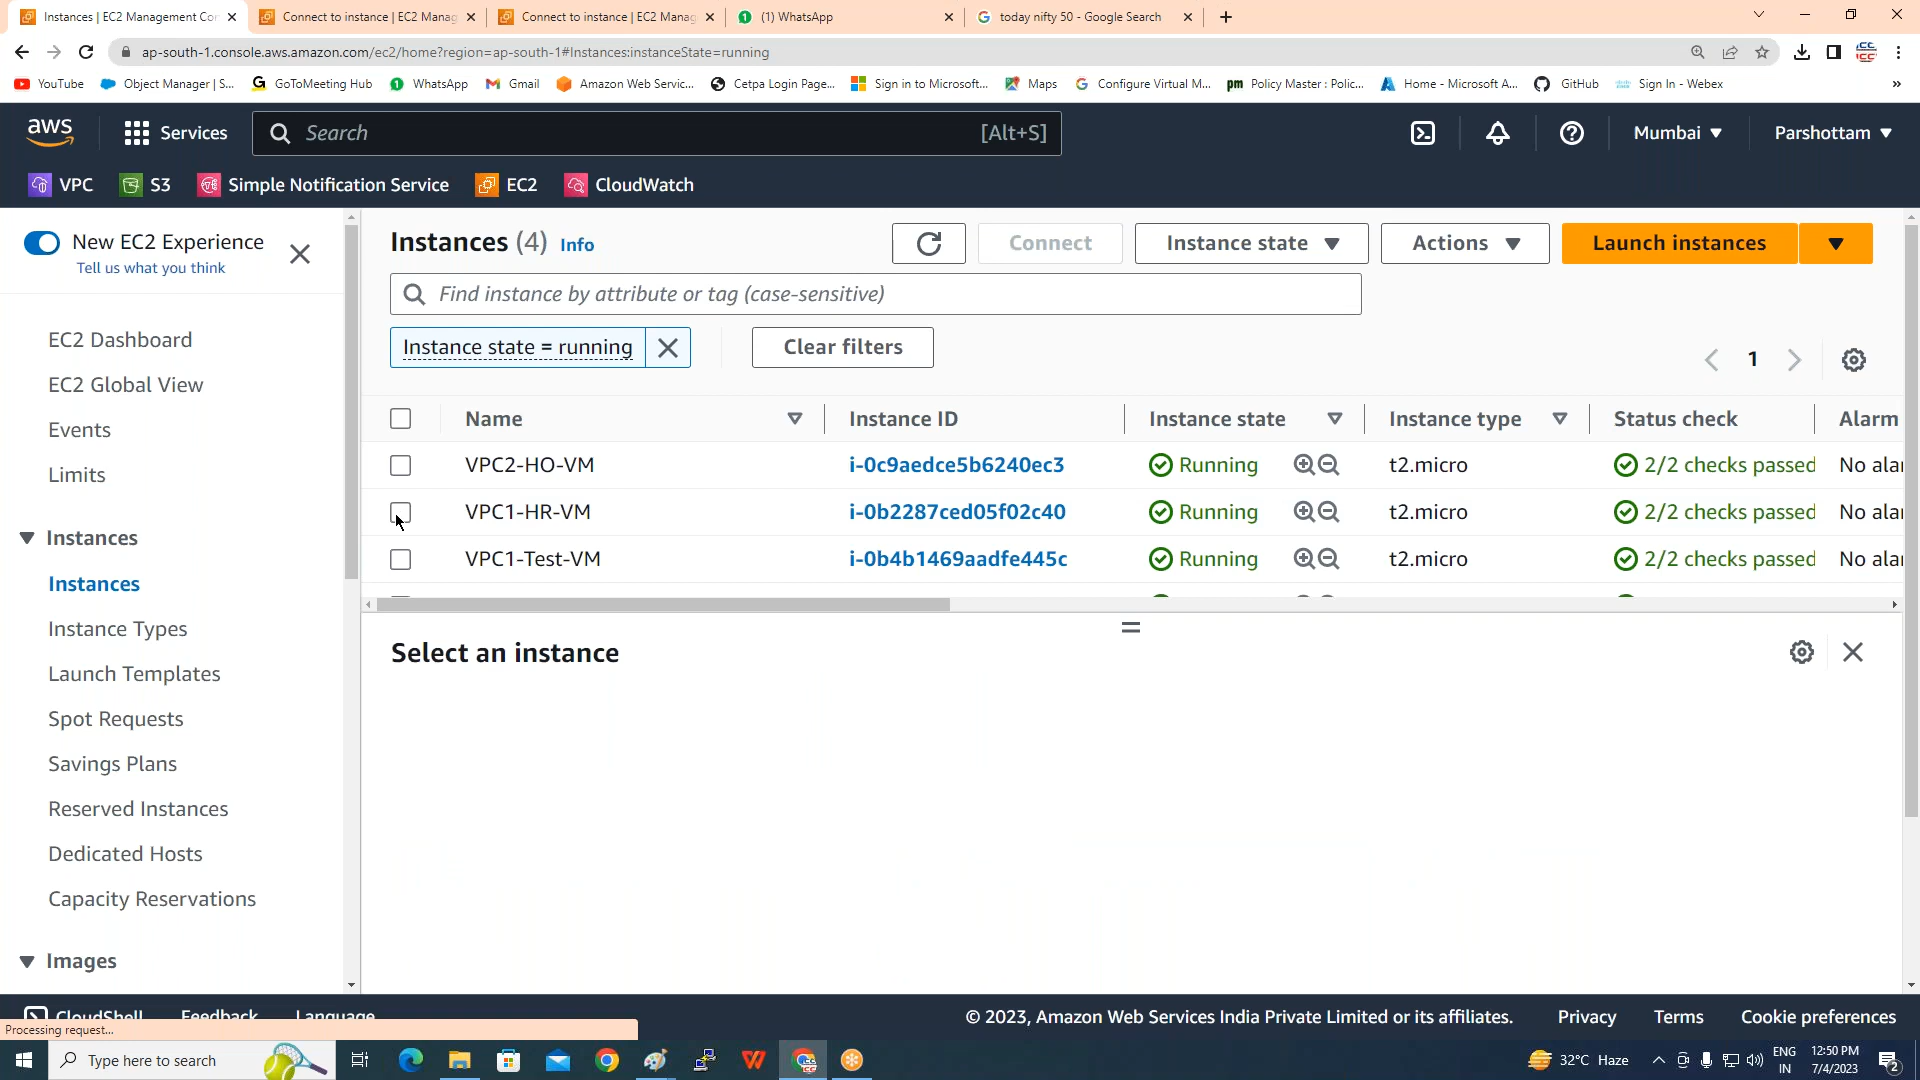 Instances | EC2 Management Con
Connect to instance | EC2 Manag
Connect to instance | EC2 Manag
(1) WhatsApp
today nifty 50 - Google Search
ap-south-1.console.aws.amazon.com/ec2/home?region=ap-south-1#Instances:instanceState=running
YouTube
Object Manager | S...
GoToMeeting Hub
WhatsApp
Gmail
Amazon Web Servic...
Cetpa Login Page...
Sign in to Microsoft...
Maps
Configure Virtual M...
pm Policy Master : Polic...
Home - Microsoft A...
GitHub
Sign In - Webex
»
aws
Services
Search [Alt+S]
Mumbai
Parshottam
VPC
S3
Simple Notification Service
EC2
CloudWatch
New EC2 Experience
Tell us what you think
EC2 Dashboard
EC2 Global View
Events
Limits
Instances
Instances
Instance Types
Launch Templates
Spot Requests
Savings Plans
Reserved Instances
Dedicated Hosts
Capacity Reservations
Images
Instances (4) Info
Connect
Instance state
Actions
Launch instances
Find instance by attribute or tag (case-sensitive)
Instance state = running
Clear filters
1
Name Instance ID Instance state Instance type Status check Alarm
VPC2-HO-VM i-0c9aedce5b6240ec3 Running t2.micro 2/2 checks passed No alar
VPC1-HR-VM i-0b2287ced05f02c40 Running t2.micro 2/2 checks passed No alar
VPC1-Test-VM i-0b4b1469aadfe445c Running t2.micro 2/2 checks passed No alar
Select an instance
CloudShell Feedback Language
© 2023, Amazon Web Services India Private Limited or its affiliates. Privacy Terms Cookie preferences
Processing request...
Type here to search
32°C Haze
ENG
IN
12:50 PM
7/4/2023
2